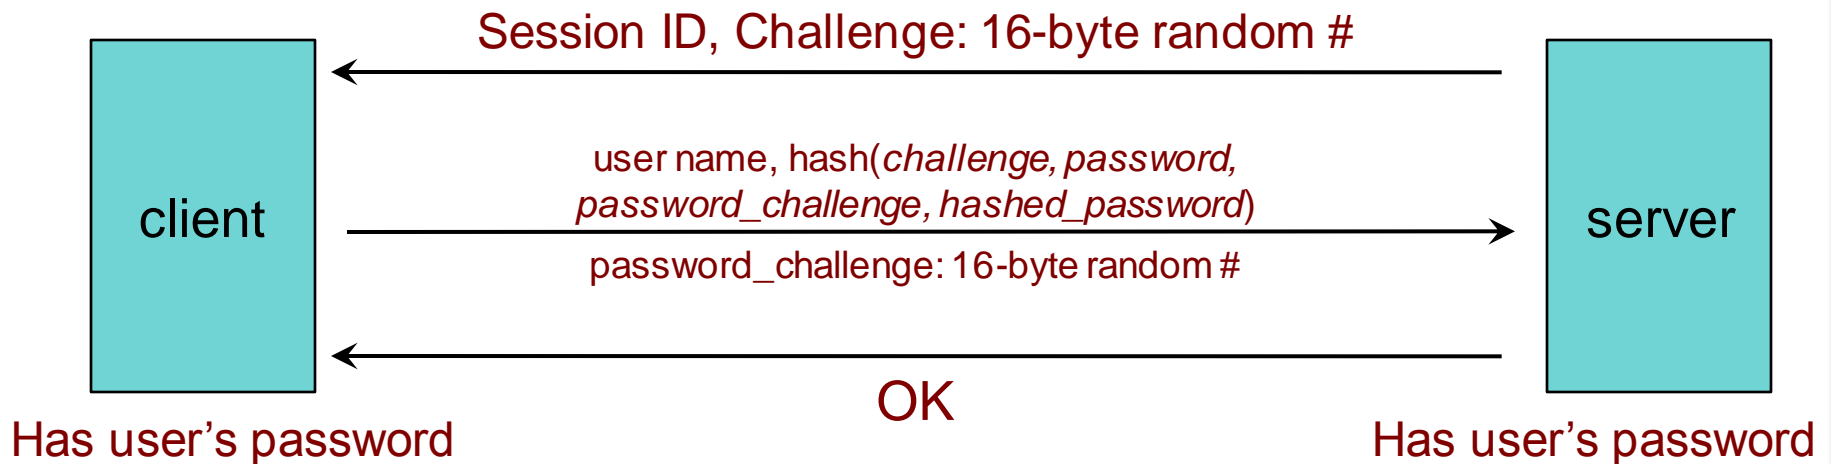 Session ID, Challenge: 16-byte random #
user name, hash(challenge, password,
password_challenge, hashed_password)
client
server
password_challenge: 16-byte random #
OK
Has user’s password
Has user’s password